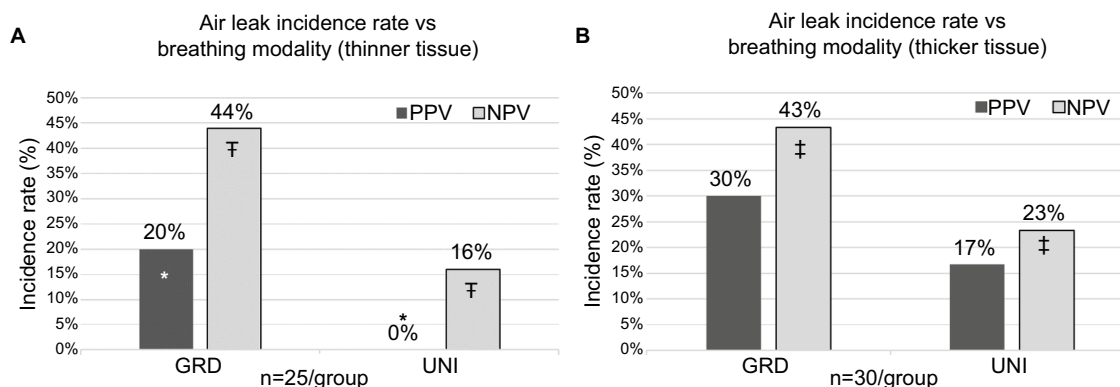 A
Air leak incidence rate vs
breathing modality (thinner tissue)
Incidence rate (%)
50%
45%
40%
35%
30%
25%
20%
15%
10%
5%
0%
PPV NPV
20%
*
44%
Ŧ
*
0%
16%
Ŧ
GRD UNI
n=25/group
B
Air leak incidence rate vs
breathing modality (thicker tissue)
Incidence rate (%)
50%
45%
40%
35%
30%
25%
20%
15%
10%
5%
0%
PPV NPV
30%
43%
‡
17%
23%
‡
GRD UNI
n=30/group